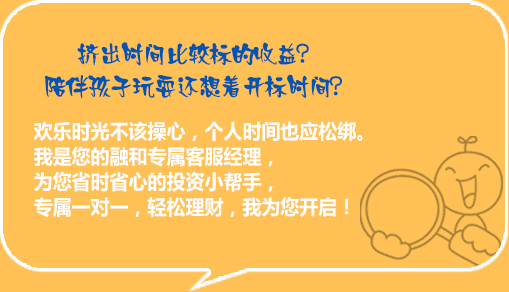 挤出时间比较标的收益?
陪伴孩子玩耍还想着开标时间?
欢乐时光不该操心，个人时间也应松绑。
我是您的融和专属客服经理，
为您省时省心的投资小帮手，
专属一对一，轻松理财，我为您开启！